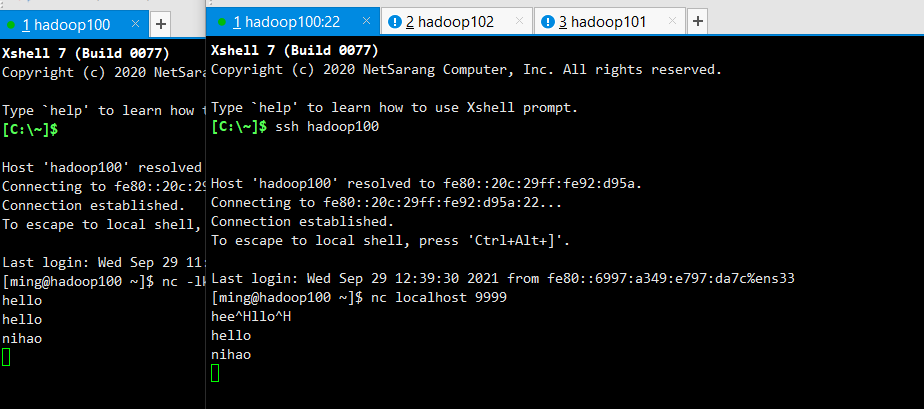 1 hadoop100
Xshell 7 (Build 0077)
Copyright (c) 2020 NetSara
Type `help' to learn how t
[C:\~]$
Host 'hadoop100' resolved
Connecting to fe80::20c:29
Connection established.
To escape to local shell,
Last login: Wed Sep 29 11:
[ming@hadoop100 ~]$ nc -lk
hello
hello
nihao
1 hadoop100:22
2 hadoop102
3 hadoop101
Xshell 7 (Build 0077)
Copyright (c) 2020 NetSarang Computer, Inc. All rights reserved.
Type `help' to learn how to use Xshell prompt.
[C:\~]$ ssh hadoop100
Host 'hadoop100' resolved to fe80::20c:29ff:fe92:d95a.
Connecting to fe80::20c:29ff:fe92:d95a:22...
Connection established.
To escape to local shell, press 'Ctrl+Alt+]'.
Last login: Wed Sep 29 12:39:30 2021 from fe80::6997:a349:e797:da7c%ens33
[ming@hadoop100 ~]$ nc localhost 9999
hee^Hllo^H
hello
nihao